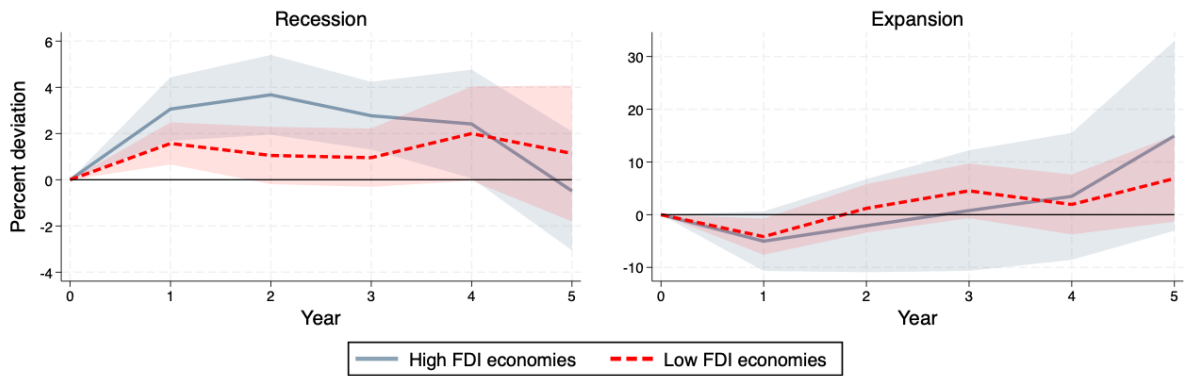 Recession
Expansion
Percent deviation
6
4
2
0
-2
-4
0 1 2 3 4 5
Year
30
20
10
0
-10
0 1 2 3 4 5
Year
High FDI economies
Low FDI economies